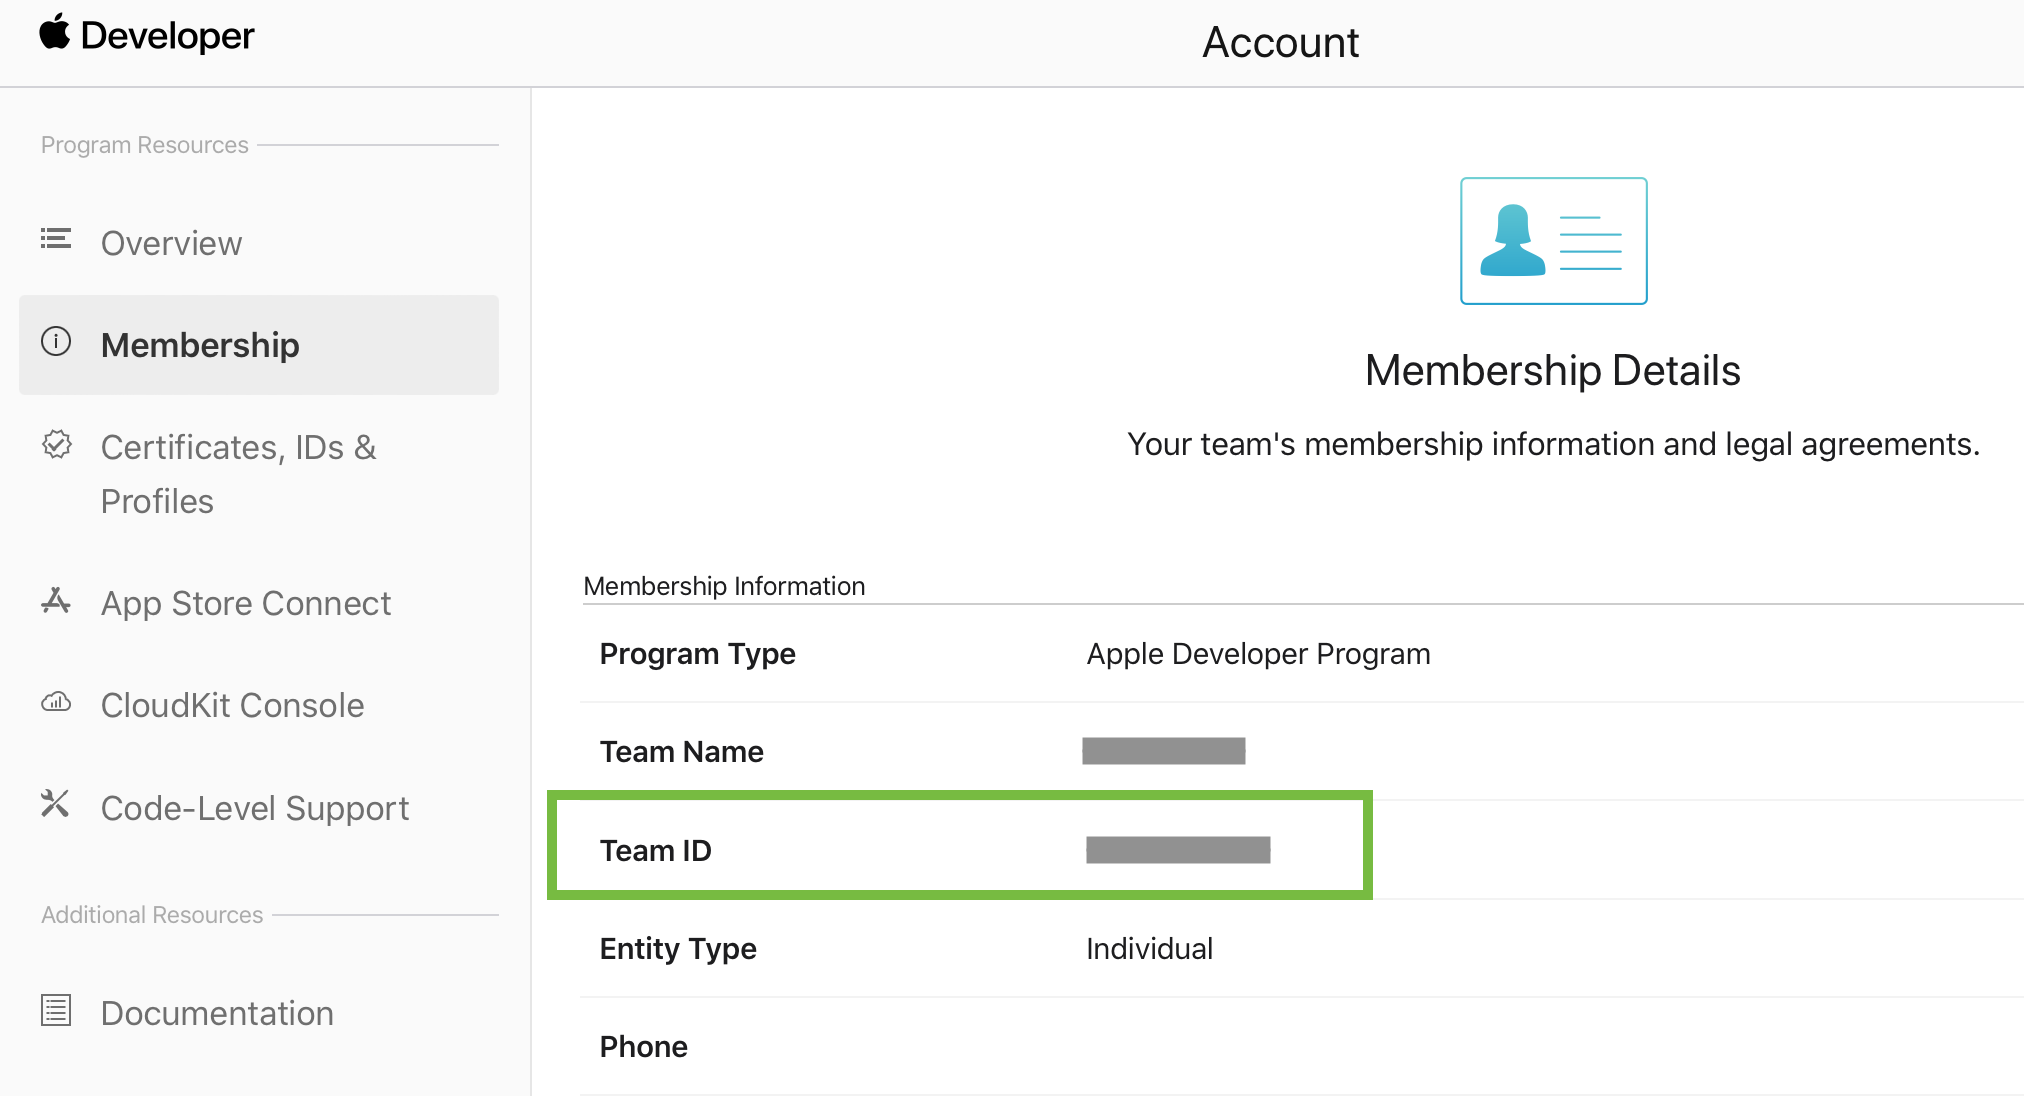 Developer
Account
Program Resources
Overview
Membership
Certificates, IDs &
Profiles
App Store Connect
CloudKit Console
Code-Level Support
Additional Resources
Documentation
Membership Details
Your team's membership information and legal agreements.
Membership Information
Program Type Apple Developer Program
Team Name
Team ID
Entity Type Individual
Phone